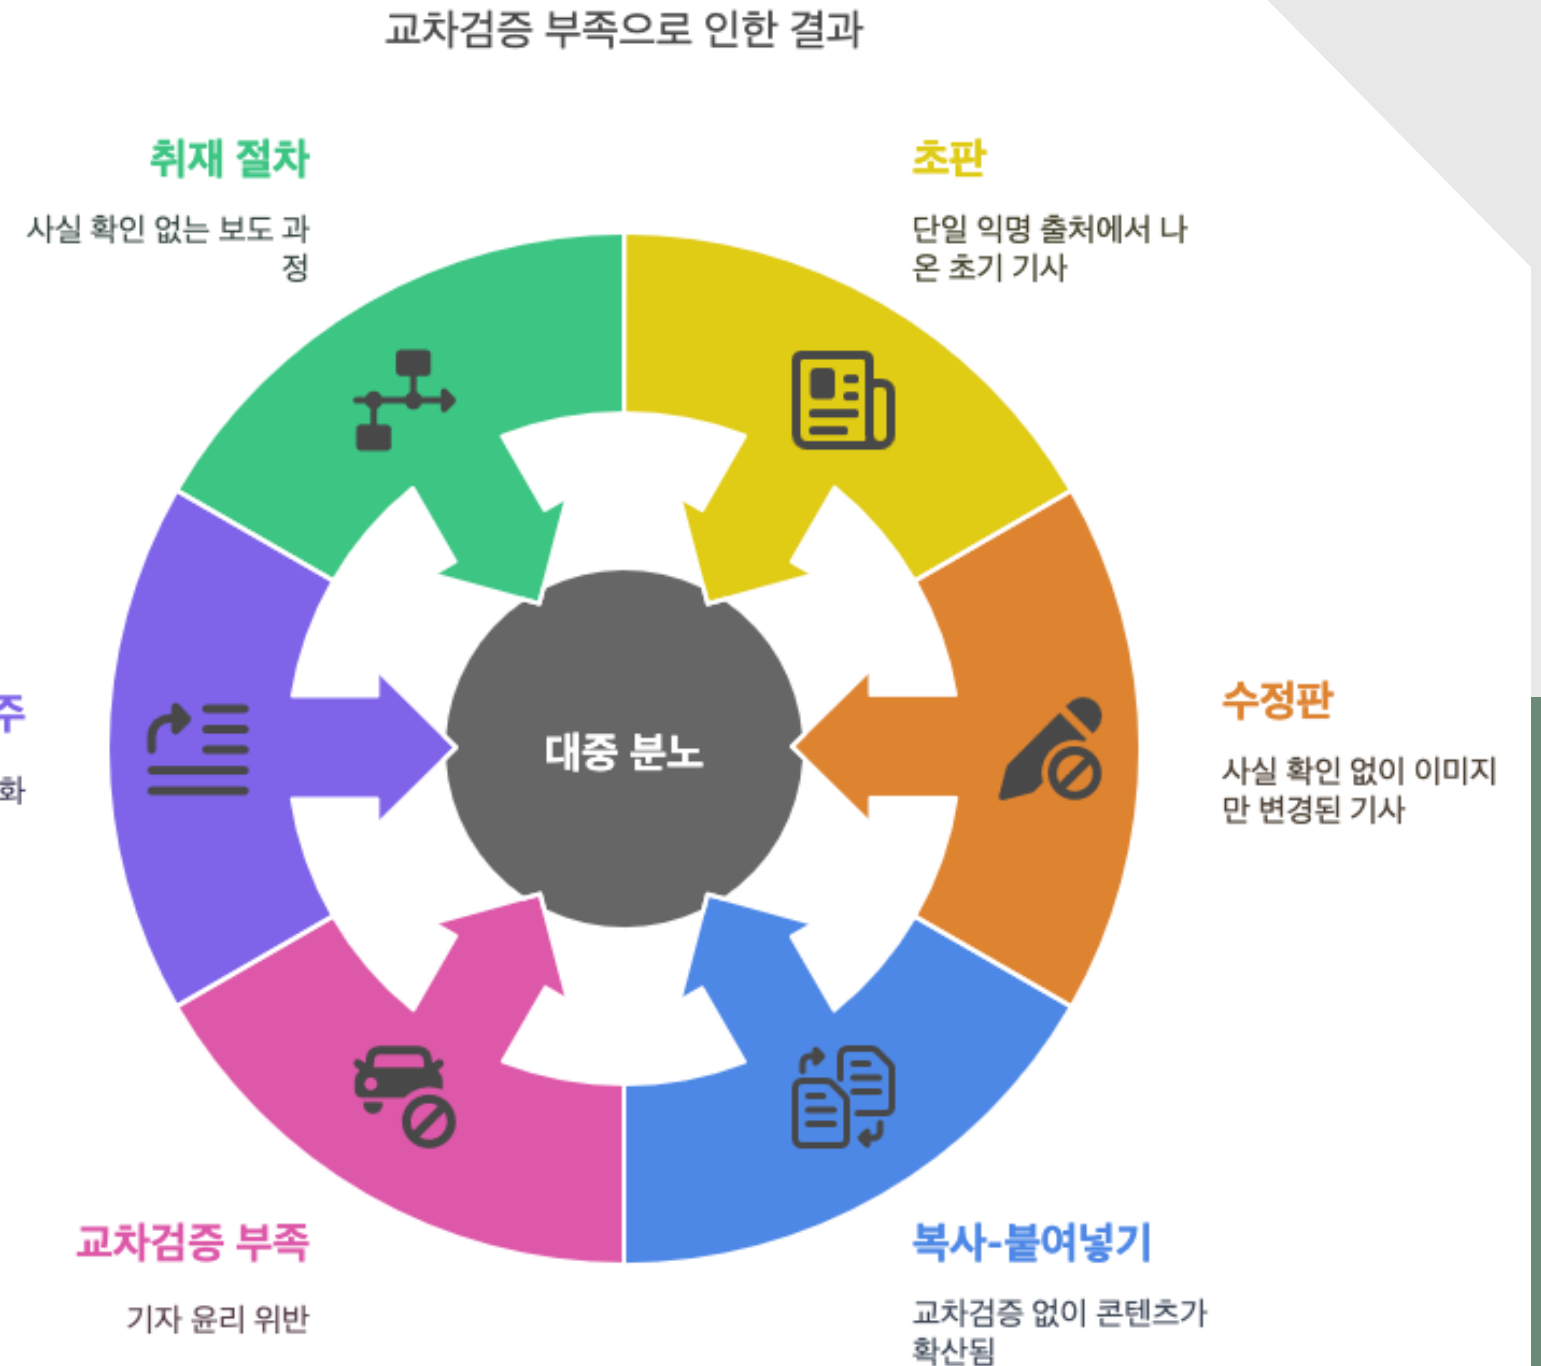 교차검증 부족으로 인한 결과
취재 절차
사실 확인 없는 보도 과
정
초판
단일 익명 출처에서 나
온 초기 기사
주
화
대중 분노
수정판
사실 확인 없이 이미지
만 변경된 기사
교차검증 부족
기자 윤리 위반
복사-붙여넣기
교차검증 없이 콘텐츠가
확산됨